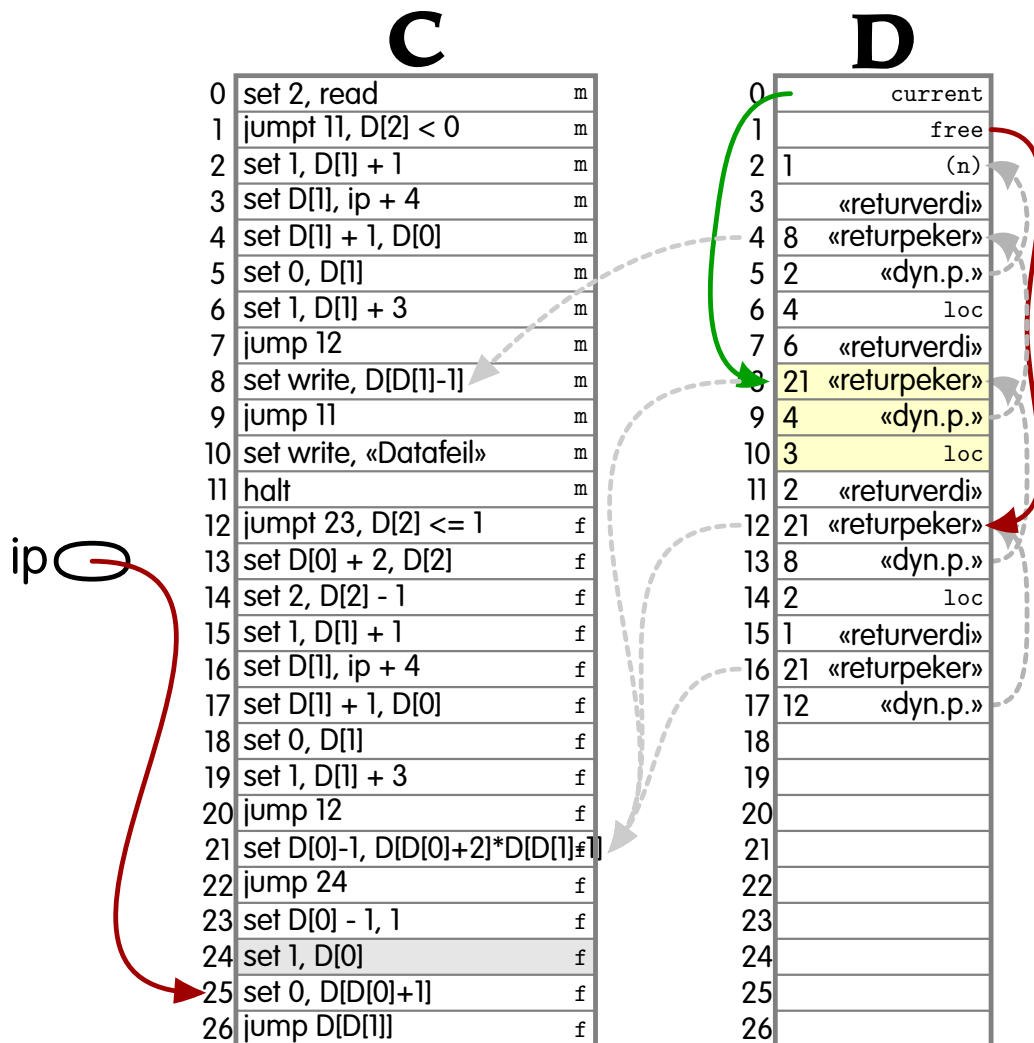 C D
0 set 2, read m 0 current
1 jumpt 11, D[2] < 0 m 1 free
2 set 1, D[1] + 1 m 2 1 (n)
3 set D[1], ip + 4 m 3 «returverdi»
4 set D[1] + 1, D[0] m 4 8 «returpeker»
5 set 0, D[1] m 5 2 «dyn.p.»
6 set 1, D[1] + 3 m 6 4 loc
7 jump 12 m 7 6 «returverdi»
8 set write, D[D[1]-1] m 8 21 «returpeker»
9 jump 11 m 9 4 «dyn.p.»
10 set write, «Datafeil» m 10 3 loc
11 halt m 11 2 «returverdi»
12 jumpt 23, D[2] <= 1 f 12 21 «returpeker»
ip 13 set D[0] + 2, D[2] f 13 8 «dyn.p.»
14 set 2, D[2] - 1 f 14 2 loc
15 set 1, D[1] + 1 f 15 1 «returverdi»
16 set D[1], ip + 4 f 16 21 «returpeker»
17 set D[1] + 1, D[0] f 17 12 «dyn.p.»
18 set 0, D[1] f 18
19 set 1, D[1] + 3 f 19
20 jump 12 f 20
21 set D[0]-1, D[D[0]+2]*D[D[1]-1] f 21
22 jump 24 f 22
23 set D[0] - 1, 1 f 23
24 set 1, D[0] f 24
25 set 0, D[D[0]+1] f 25
26 jump D[D[1]] f 26